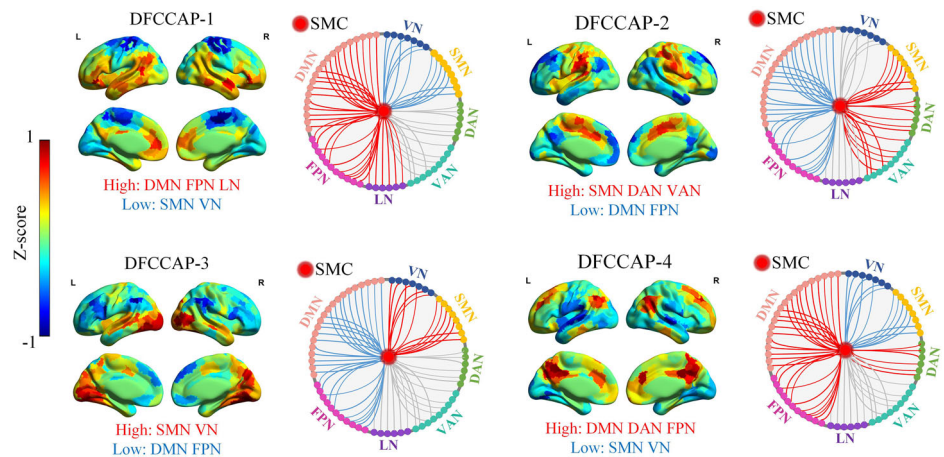 DFCCAP-1
L
R
High: DMN FPN LN
Low: SMN VN
SMC
VN
SMN
DAN
VAN
LN
FPN
DMN
DFCCAP-2
L
R
High: SMN DAN VAN
Low: DMN FPN
SMC
VN
SMN
DAN
VAN
LN
FPN
DMN
1
Z-score
-1
DFCCAP-3
L
R
High: SMN VN
Low: DMN FPN
SMC
VN
SMN
DAN
VAN
LN
FPN
DMN
DFCCAP-4
L
R
High: DMN DAN FPN
Low: SMN VN
SMC
VN
SMN
DAN
VAN
LN
FPN
DMN